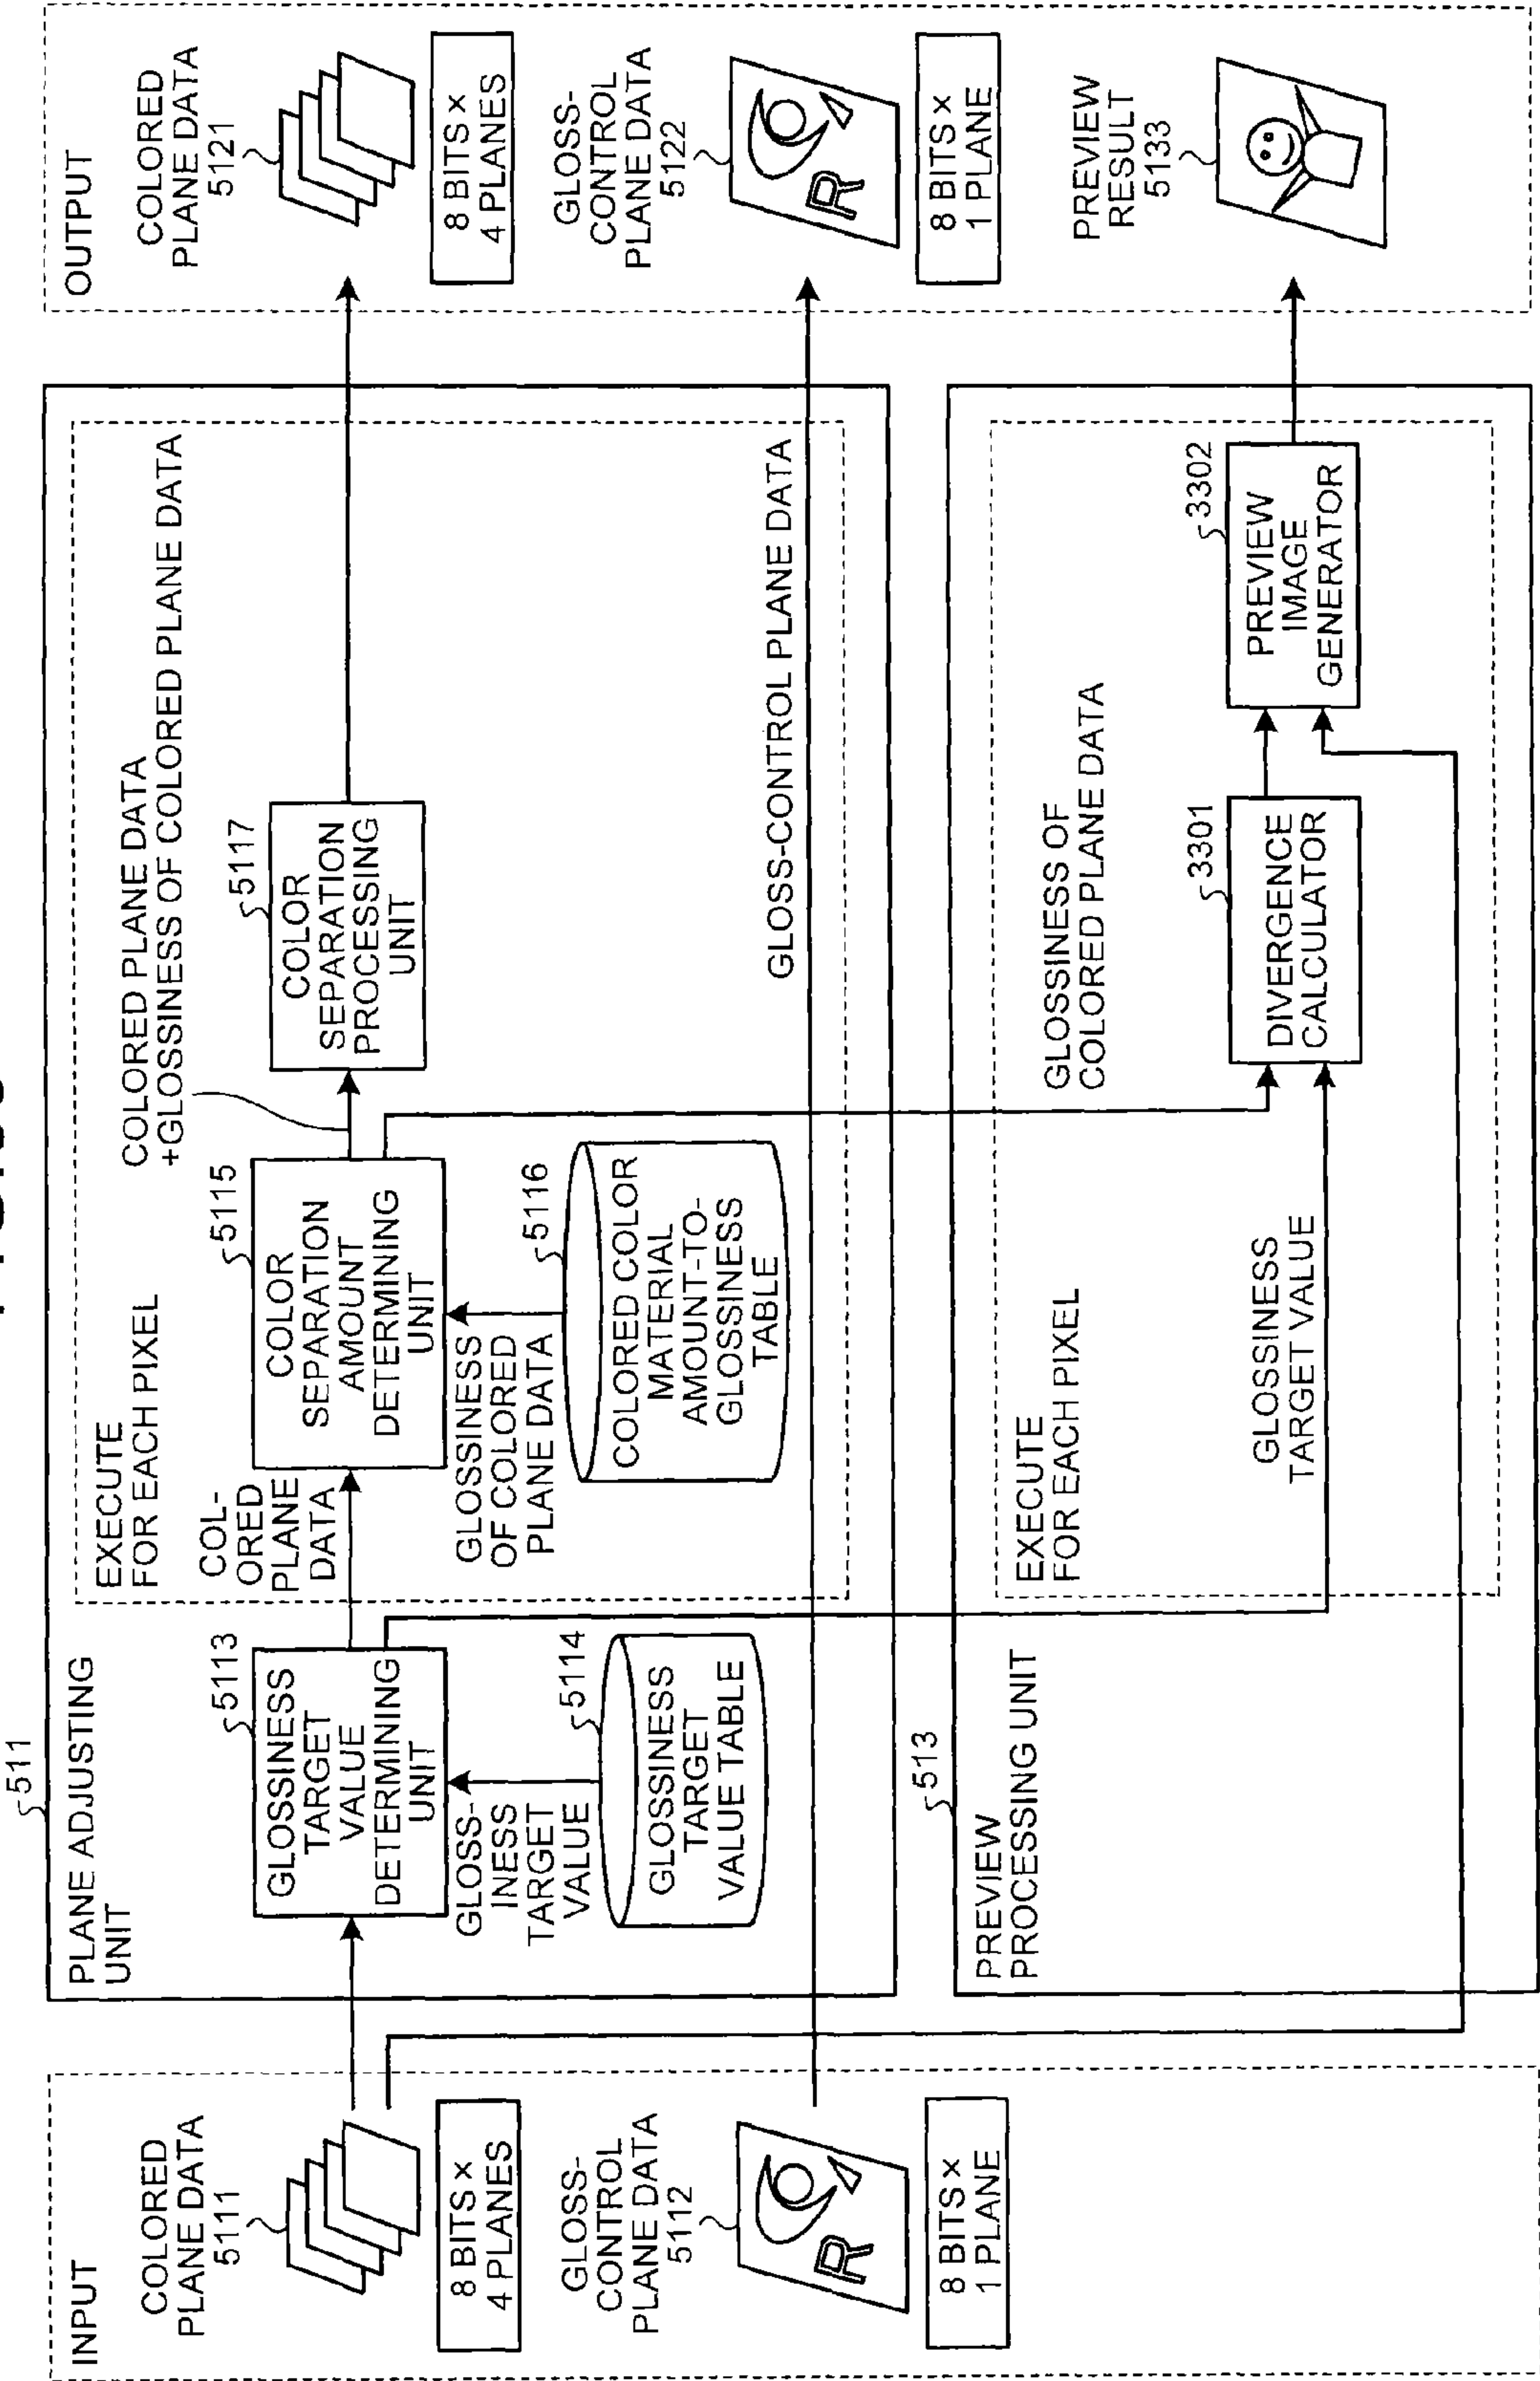 INPUT
COLORED
PLANE DATA
5111
8 BITS ×
4 PLANES
GLOSS-
CONTROL
PLANE DATA
5112
R
8 BITS ×
1 PLANE
511
PLANE ADJUSTING
UNIT
5113
GLOSSINESS
TARGET
VALUE
DETERMINING
UNIT
GLOSS-
INESS
TARGET
VALUE
5114
GLOSSINESS
TARGET
VALUE TABLE
EXECUTE
FOR EACH PIXEL
COL-
ORED
PLANE
DATA
5115
COLOR
SEPARATION
AMOUNT
DETERMINING
UNIT
GLOSSINESS
OF COLORED
PLANE DATA
5116
COLORED COLOR
MATERIAL
AMOUNT-TO-
GLOSSINESS
TABLE
COLORED PLANE DATA
+GLOSSINESS OF COLORED PLANE DATA
5117
COLOR
SEPARATION
PROCESSING
UNIT
GLOSS-CONTROL PLANE DATA
513
PREVIEW
PROCESSING UNIT
EXECUTE
FOR EACH PIXEL
GLOSSINESS
TARGET VALUE
GLOSSINESS OF
COLORED PLANE DATA
3301
DIVERGENCE
CALCULATOR
3302
PREVIEW
IMAGE
GENERATOR
OUTPUT
COLORED
PLANE DATA
5121
8 BITS ×
4 PLANES
GLOSS-
CONTROL
PLANE DATA
5122
R
8 BITS ×
1 PLANE
PREVIEW
RESULT
5133